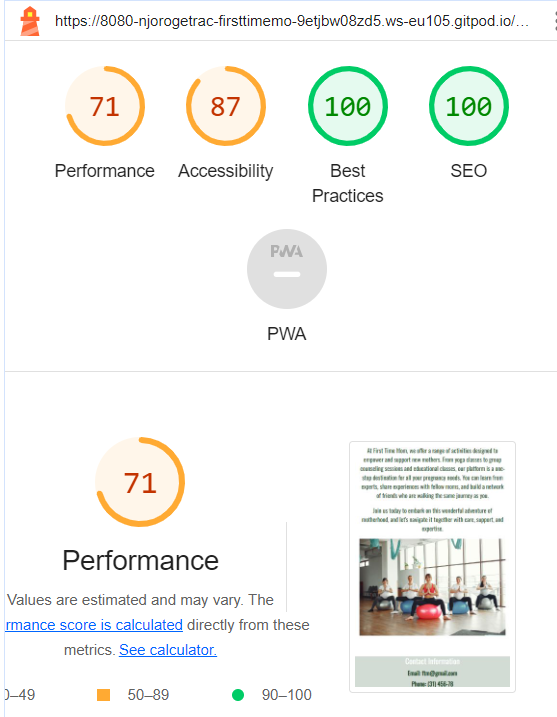 https://8080-njorogetrac-firsttimemo-9etjbw08zd5.ws-eu105.gitpod.io/…
71
87
100
100
Performance
Accessibility
Best
Practices
SEO
PWA
PWA
71
Performance
Values are estimated and may vary. The
rmance score is calculated directly from these
metrics. See calculator.
0–49
50–89
90–100
At First Time Mom, we offer a range of activities designed to
empower and support new mothers. From yoga classes to group
counseling sessions and educational classes, our platform is a one-
stop destination for all your pregnancy needs. You can learn from
experts, share experiences with fellow moms, and build a network
of friends who are walking the same journey as you.
Join us today to embark on this wonderful adventure of
motherhood, and let's navigate it together with care, support, and
expertise.
Contact Information
Email: ftm@gmail.com
Phone: (31) 456-78